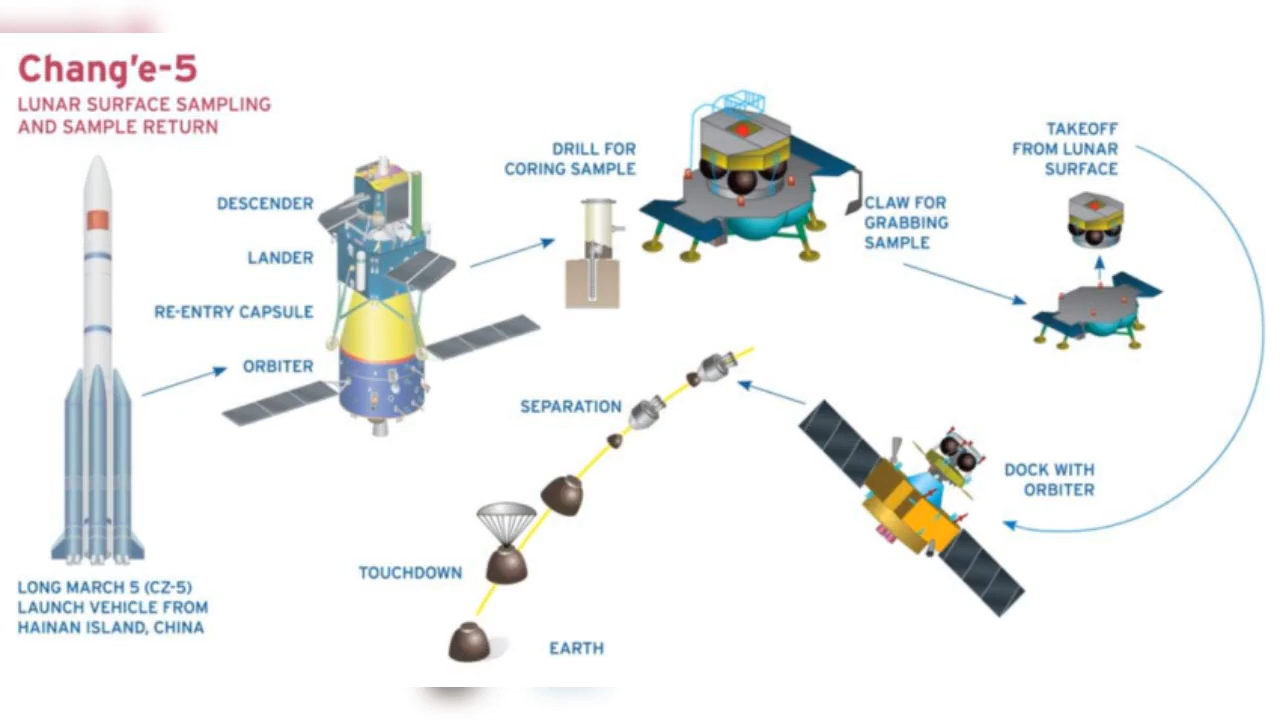 Chang'e-5
LUNAR SURFACE SAMPLING
AND SAMPLE RETURN
LONG MARCH 5 (CZ-5)
LAUNCH VEHICLE FROM
HAINAN ISLAND, CHINA
DESCENDER
LANDER
RE-ENTRY CAPSULE
ORBITER
DRILL FOR
CORING SAMPLE
CLAW FOR
GRABBING
SAMPLE
TAKEOFF
FROM LUNAR
SURFACE
DOCK WITH
ORBITER
SEPARATION
TOUCHDOWN
EARTH